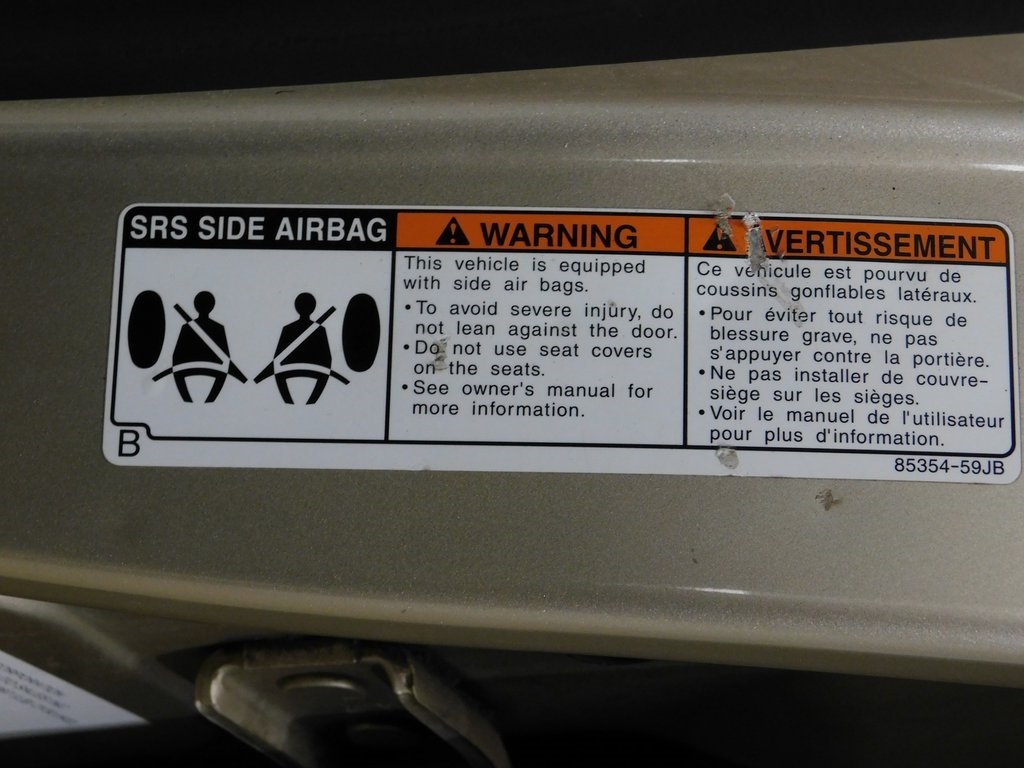 SRS SIDE AIRBAG
WARNING
This vehicle is equipped
with side air bags.
•To avoid severe injury, do
not lean against the door.
•Do not use seat covers
on the seats.
•See owner's manual for
more information.
VERTISSEMENT
Ce véhicule est pourvu de
coussins gonflables latéraux.
•Pour éviter tout risque de
blessure grave, ne pas
s'appuyer contre la portière.
•Ne pas installer de couvre-
siège sur les sièges.
•Voir le manuel de l'utilisateur
pour plus d'information.
B
85354-59JB